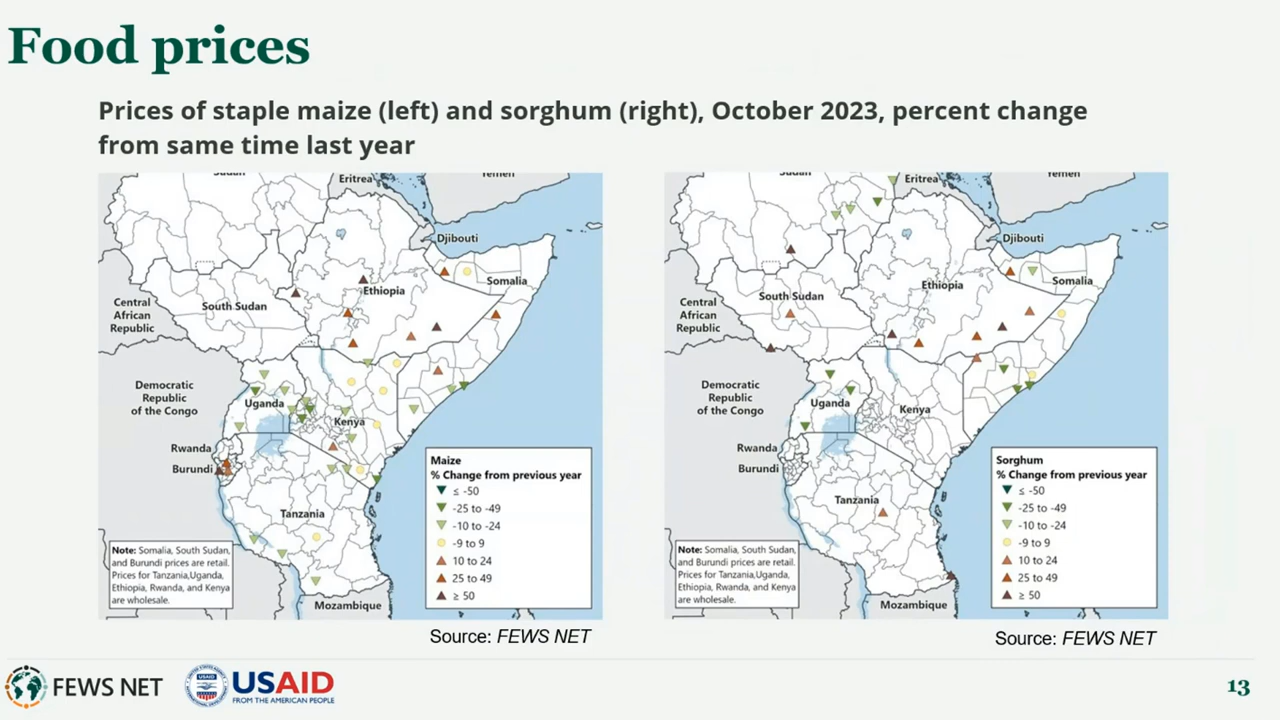 Food prices
Prices of staple maize (left) and sorghum (right), October 2023, percent change
from same time last year
Sudan
Eritrea
Yemen
Djibouti
Somalia
Ethiopia
South Sudan
Central
African
Republic
Democratic
Republic
of the Congo
Uganda
Kenya
Rwanda
Burundi
Tanzania
Mozambique
Maize
% Change from previous year
≤ -50
-25 to -49
-10 to -24
-9 to 9
10 to 24
25 to 49
≥ 50
Note: Somalia, South Sudan,
and Burundi prices are retail.
Prices for Tanzania,Uganda,
Ethiopia, Rwanda, and Kenya
are wholesale.
Source: FEWS NET
Sudan
Eritrea
Yemen
Djibouti
Somalia
Ethiopia
South Sudan
Central
African
Republic
Democratic
Republic
of the Congo
Uganda
Kenya
Rwanda
Burundi
Tanzania
Mozambique
Sorghum
% Change from previous year
≤ -50
-25 to -49
-10 to -24
-9 to 9
10 to 24
25 to 49
≥ 50
Note: Somalia, South Sudan,
and Burundi prices are retail.
Prices for Tanzania,Uganda,
Ethiopia, Rwanda, and Kenya
are wholesale.
Source: FEWS NET
FEWS NET
USAID
FROM THE AMERICAN PEOPLE
13